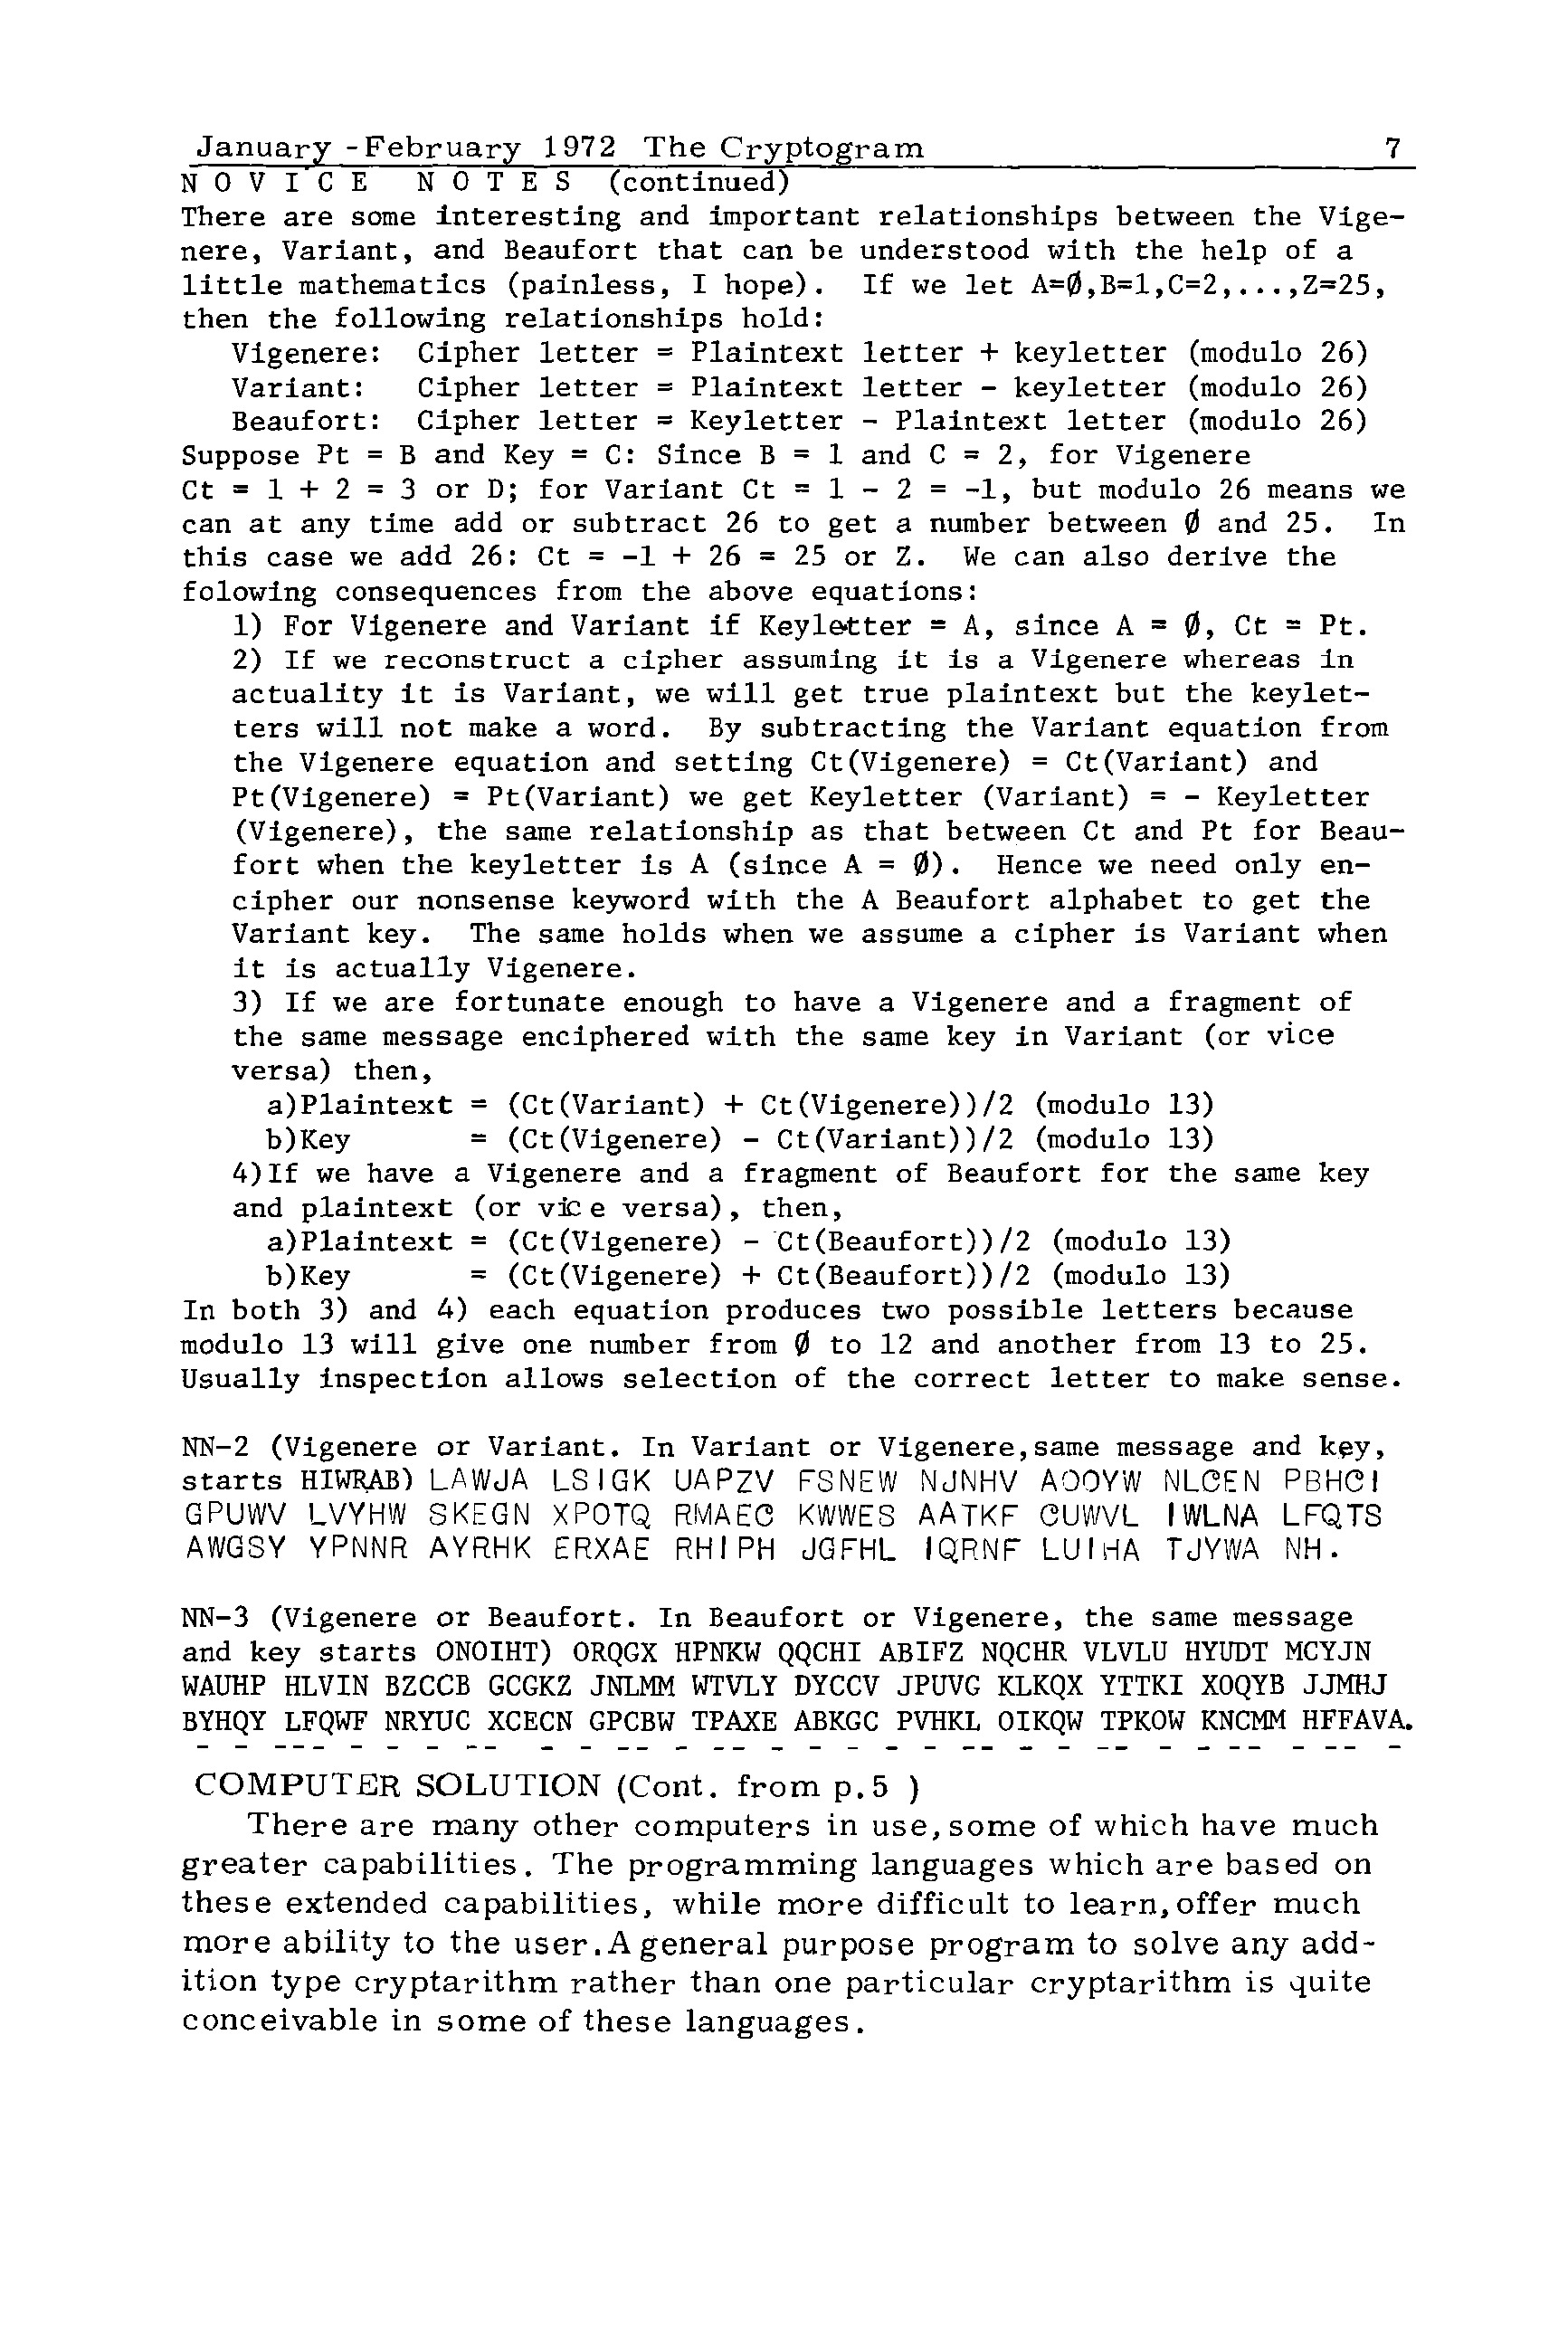 January -February 1972 The Cryptogram 7
N O V I C E N O T E S (continued)
There are some interesting and important relationships between the Vige-
nere, Variant, and Beaufort that can be understood with the help of a
little mathematics (painless, I hope). If we let A=Ø,B=1,C=2,...,Z=25,
then the following relationships hold:
Vigenere: Cipher letter = Plaintext letter + keyletter (modulo 26)
Variant: Cipher letter = Plaintext letter - keyletter (modulo 26)
Beaufort: Cipher letter = Keyletter - Plaintext letter (modulo 26)
Suppose Pt = B and Key = C: Since B = 1 and C = 2, for Vigenere
Ct = 1 + 2 = 3 or D; for Variant Ct = 1 - 2 = -1, but modulo 26 means we
can at any time add or subtract 26 to get a number between Ø and 25. In
this case we add 26: Ct = -1 + 26 = 25 or Z. We can also derive the
folowing consequences from the above equations:
1) For Vigenere and Variant if Keyletter = A, since A = Ø, Ct = Pt.
2) If we reconstruct a cipher assuming it is a Vigenere whereas in
actuality it is Variant, we will get true plaintext but the keylet-
ters will not make a word. By subtracting the Variant equation from
the Vigenere equation and setting Ct(Vigenere) = Ct(Variant) and
Pt(Vigenere) = Pt(Variant) we get Keyletter (Variant) = - Keyletter
(Vigenere), the same relationship as that between Ct and Pt for Beau-
fort when the keyletter is A (since A = Ø). Hence we need only en-
cipher our nonsense keyword with the A Beaufort alphabet to get the
Variant key. The same holds when we assume a cipher is Variant when
it is actually Vigenere.
3) If we are fortunate enough to have a Vigenere and a fragment of
the same message enciphered with the same key in Variant (or vice
versa) then,
a)Plaintext = (Ct(Variant) + Ct(Vigenere))/2 (modulo 13)
b)Key = (Ct(Vigenere) - Ct(Variant))/2 (modulo 13)
4)If we have a Vigenere and a fragment of Beaufort for the same key
and plaintext (or vice versa), then,
a)Plaintext = (Ct(Vigenere) - Ct(Beaufort))/2 (modulo 13)
b)Key = (Ct(Vigenere) + Ct(Beaufort))/2 (modulo 13)
In both 3) and 4) each equation produces two possible letters because
modulo 13 will give one number from Ø to 12 and another from 13 to 25.
Usually inspection allows selection of the correct letter to make sense.
NN-2 (Vigenere or Variant. In Variant or Vigenere,same message and key,
starts HIWRAB) LAWJA LSIGK UAPZV FSNEW NJNHV AOOYW NLCEN PBHCI
GPUWV LVYHW SKEGN XPOTQ RMAEC KWWES AATKF CUWVL IWLNA LFQTS
AWGSY YPNNR AYRHK ERXAE RHIPH JGFHL IQRNF LUIHA TJYWA NH.
NN-3 (Vigenere or Beaufort. In Beaufort or Vigenere, the same message
and key starts ONOIHT) ORQGX HPNKW QQCHI ABIFZ NQCHR VLVLU HYUDT MCYJN
WAUHP HLVIN BZCCB GCGKZ JNLMM WTVLY DYCCV JPUVG KLKQX YTTKI XOQYB JJMHJ
BYHQY LFQWF NRYUC XCECN GPCBW TPAXE ABKGC PVHKL OIKQW TPKOW KNCMM HFFAVA.
COMPUTER SOLUTION (Cont. from p.5 )
There are many other computers in use,some of which have much
greater capabilities. The programming languages which are based on
these extended capabilities, while more difficult to learn,offer much
more ability to the user.A general purpose program to solve any add-
ition type cryptarithm rather than one particular cryptarithm is quite
conceivable in some of these languages.